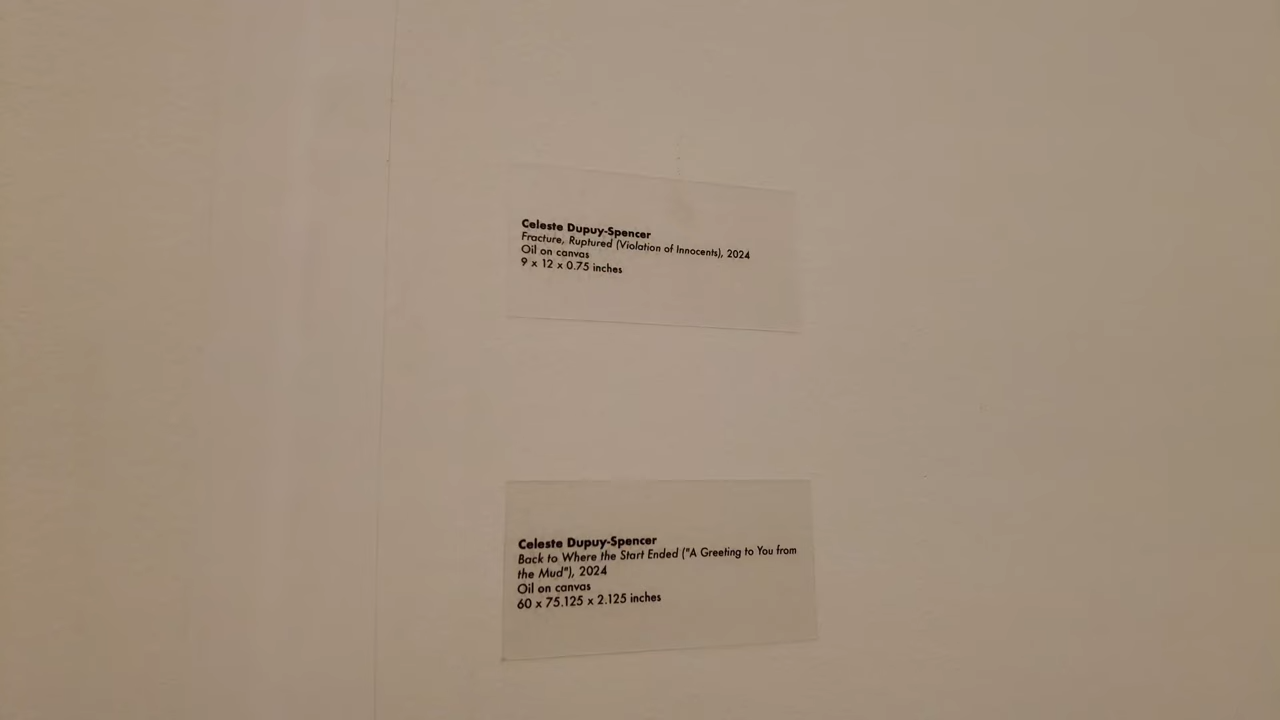 Celeste Dupuy-Spencer
Fracture, Ruptured (Violation of Innocents), 2024
Oil on canvas
9 x 12 x 0.75 inches
Celeste Dupuy-Spencer
Back to Where the Start Ended ("A Greeting to You from
the Mud"), 2024
Oil on canvas
60 x 75.125 x 2.125 inches